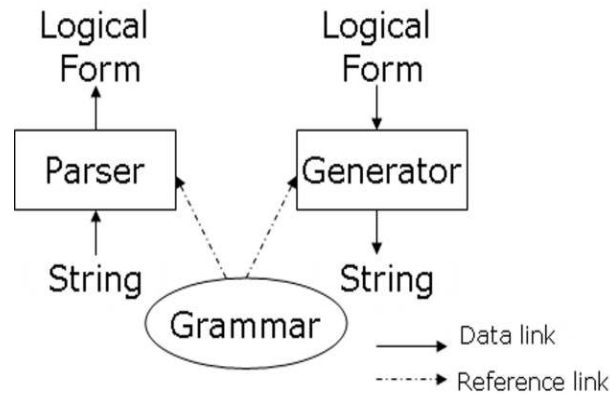 Logical
Form
Parser
String
Logical
Form
Generator
String
Grammar
Data link
Reference link